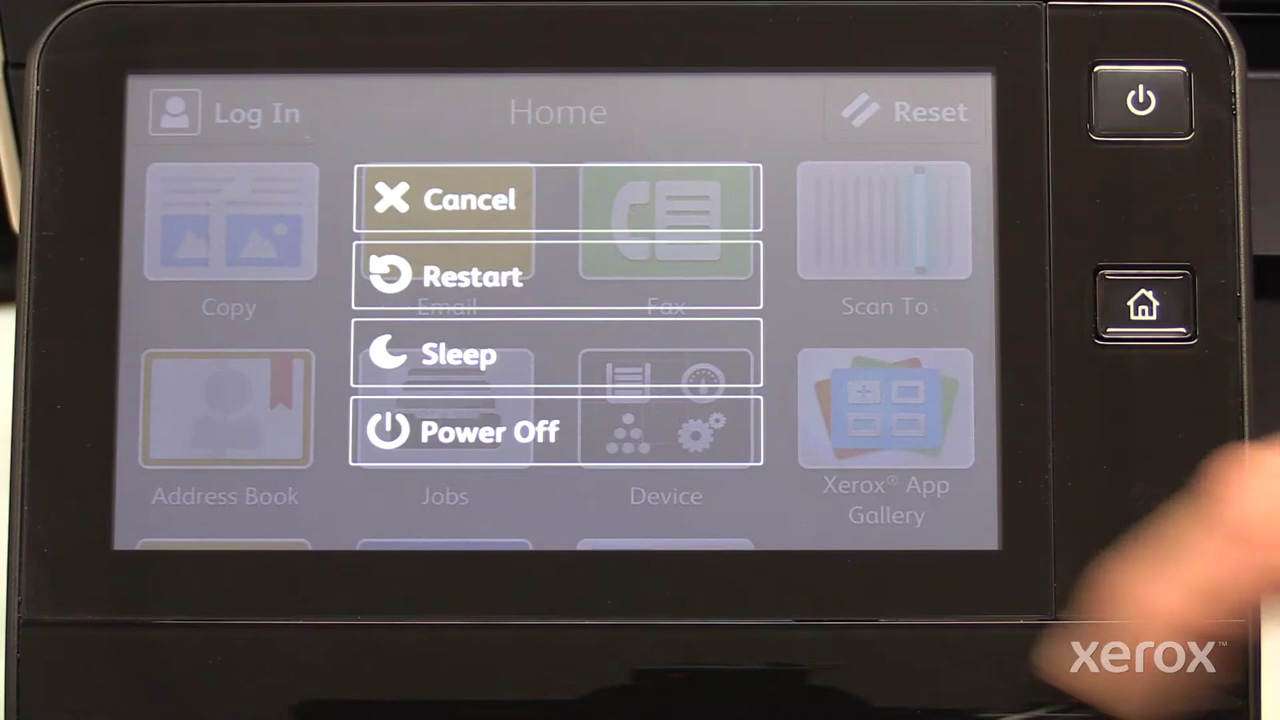 Log In
Home
Reset
Cancel
Restart
Sleep
Power Off
Copy
Email
Fax
Scan To
Address Book
Jobs
Device
Xerox® App
Gallery
xerox™